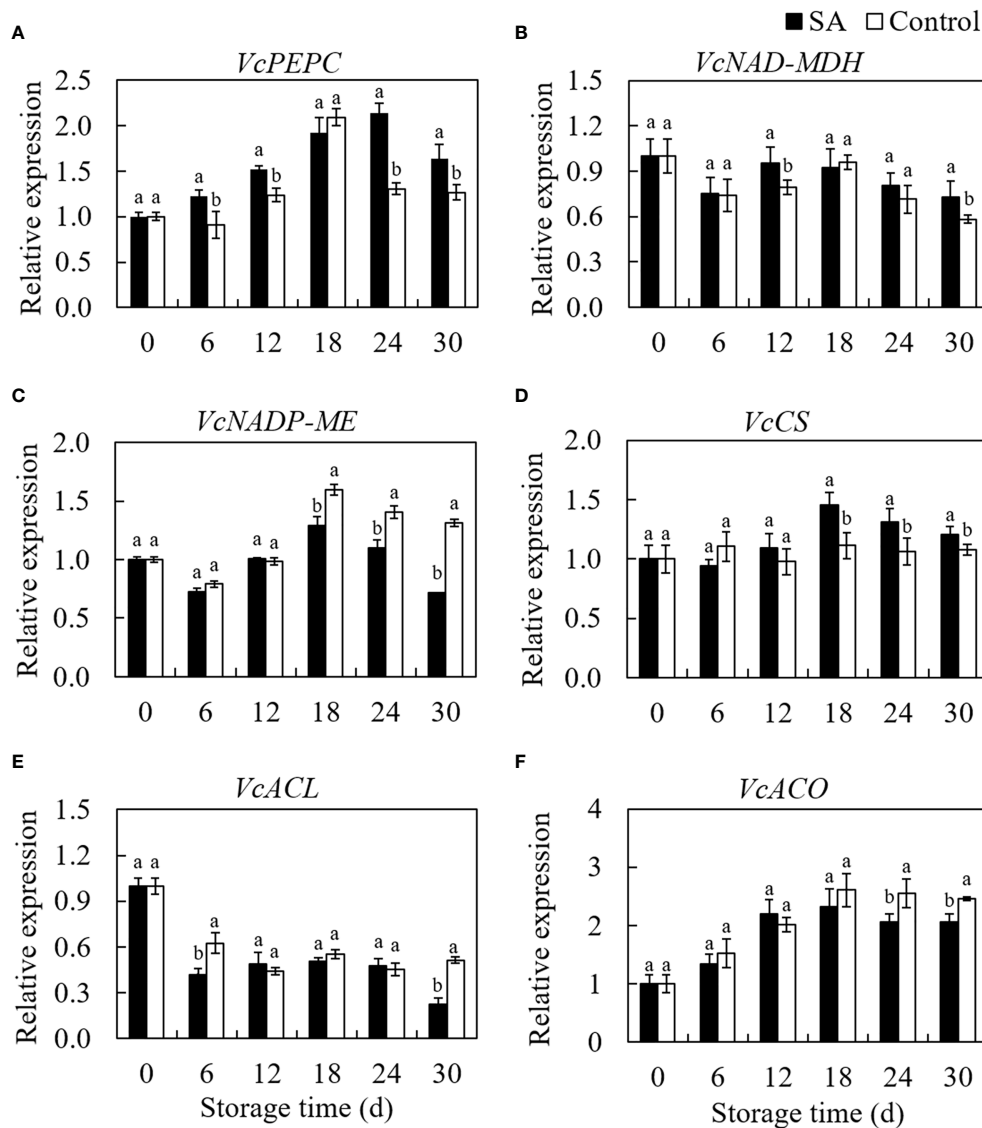 SA Control
A
VcPEPC
Relative expression
2.5
2.0
1.5
1.0
0.5
0.0
a a a b a b a a a b a b
0 6 12 18 24 30
B
VcNAD-MDH
Relative expression
1.5
1.2
0.9
0.6
0.3
0.0
a a a a a b a a a a a b
0 6 12 18 24 30
C
VcNADP-ME
Relative expression
2.0
1.5
1.0
0.5
0.0
a a a a a a b a b a b a
0 6 12 18 24 30
D
VcCS
Relative expression
2.0
1.5
1.0
0.5
0.0
a a a a a a a b a b a b
0 6 12 18 24 30
E
VcACL
Relative expression
1.5
1.2
0.9
0.6
0.3
0.0
a a b a a a a a a a b a
0 6 12 18 24 30
Storage time (d)
F
VcACO
Relative expression
4
3
2
1
0
a a a a a a a a b a b a
0 6 12 18 24 30
Storage time (d)